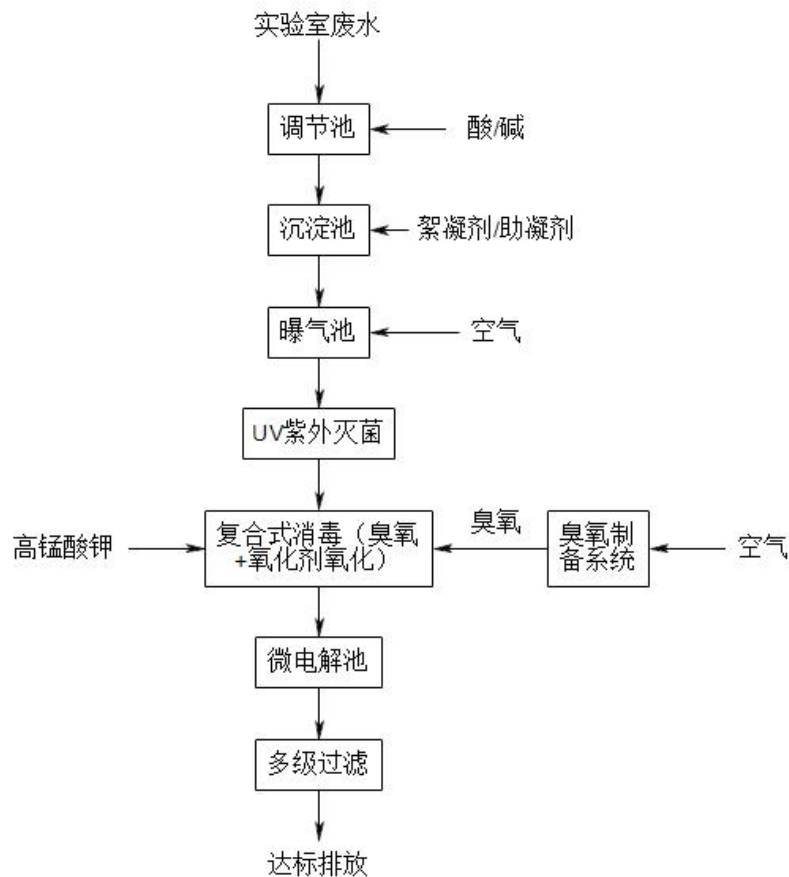 实验室废水
调节池
酸/碱
沉淀池
絮凝剂/助凝剂
曝气池
空气
UV紫外灭菌
高锰酸钾
复合式消毒（臭氧
+氧化剂氧化）
臭氧
臭氧制
备系统
空气
微电解池
多级过滤
达标排放